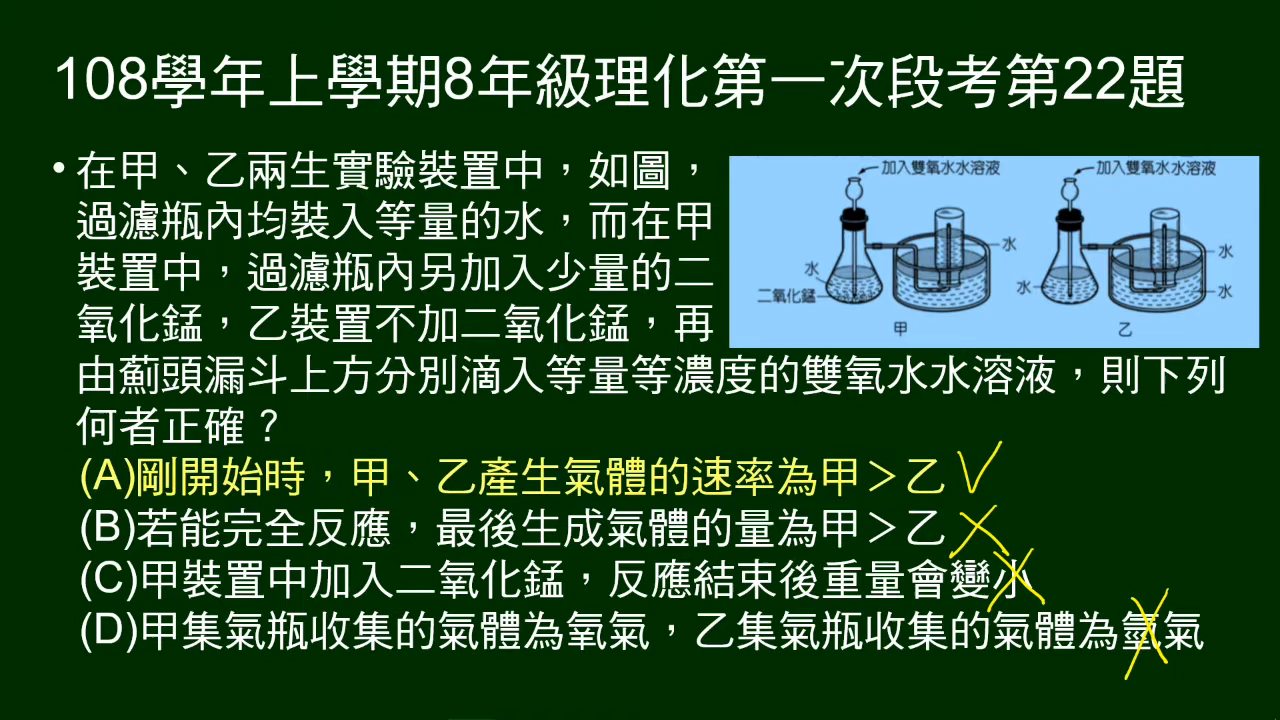 108學年上學期8年級理化第一次段考第22題
• 在甲、乙兩生實驗裝置中，如圖，
過濾瓶內均裝入等量的水，而在甲
裝置中，過濾瓶內另加入少量的二
氧化錳，乙裝置不加二氧化錳，再
由薊頭漏斗上方分別滴入等量等濃度的雙氧水水溶液，則下列
何者正確？
(A)剛開始時，甲、乙產生氣體的速率為甲＞乙
(B)若能完全反應，最後生成氣體的量為甲＞乙
(C)甲裝置中加入二氧化錳，反應結束後重量會變小
(D)甲集氣瓶收集的氣體為氧氣，乙集氣瓶收集的氣體為氫氣
加入雙氧水水溶液
水
水
二氧化錳
甲
加入雙氧水水溶液
水
水
水
乙